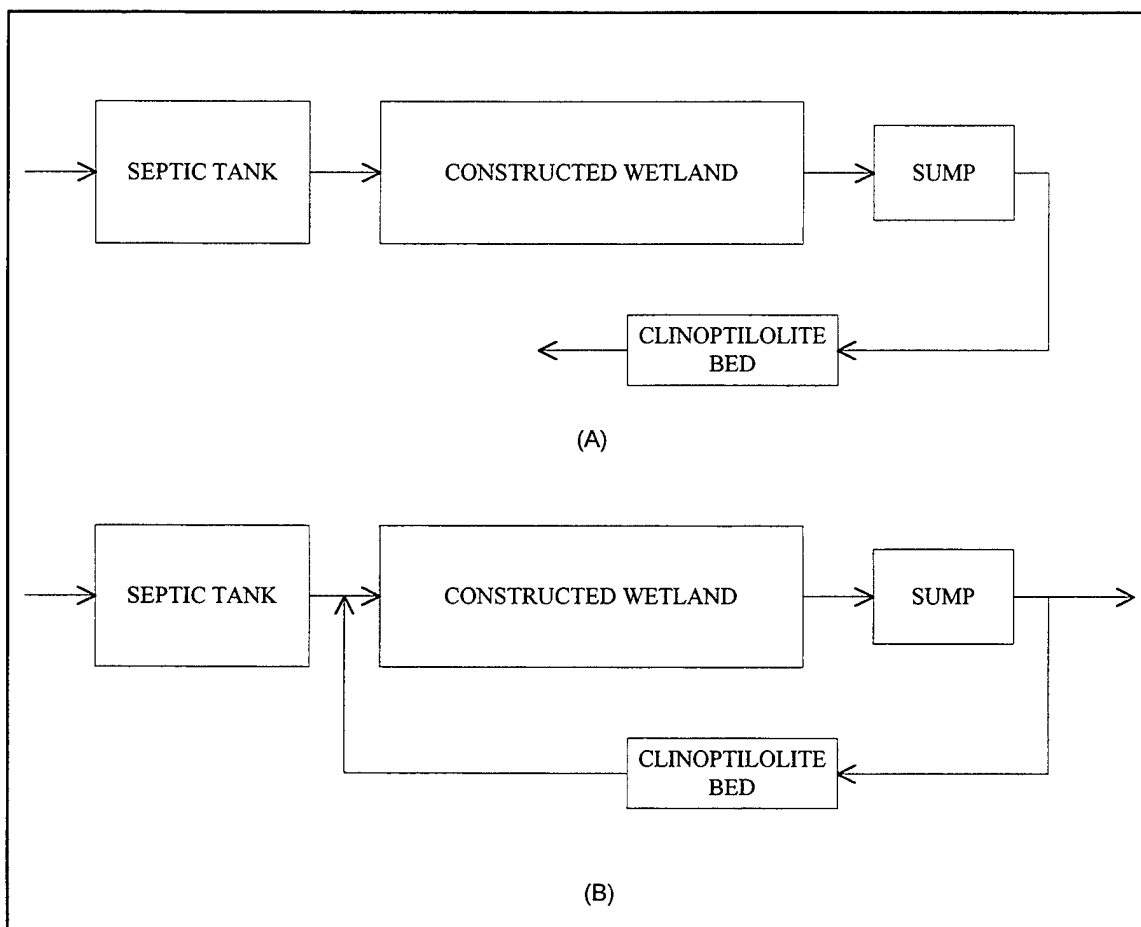 SEPTIC TANK
CONSTRUCTED WETLAND
SUMP
CLINOPTILOLITE
BED
(A)
SEPTIC TANK
CONSTRUCTED WETLAND
SUMP
CLINOPTILOLITE
BED
(B)